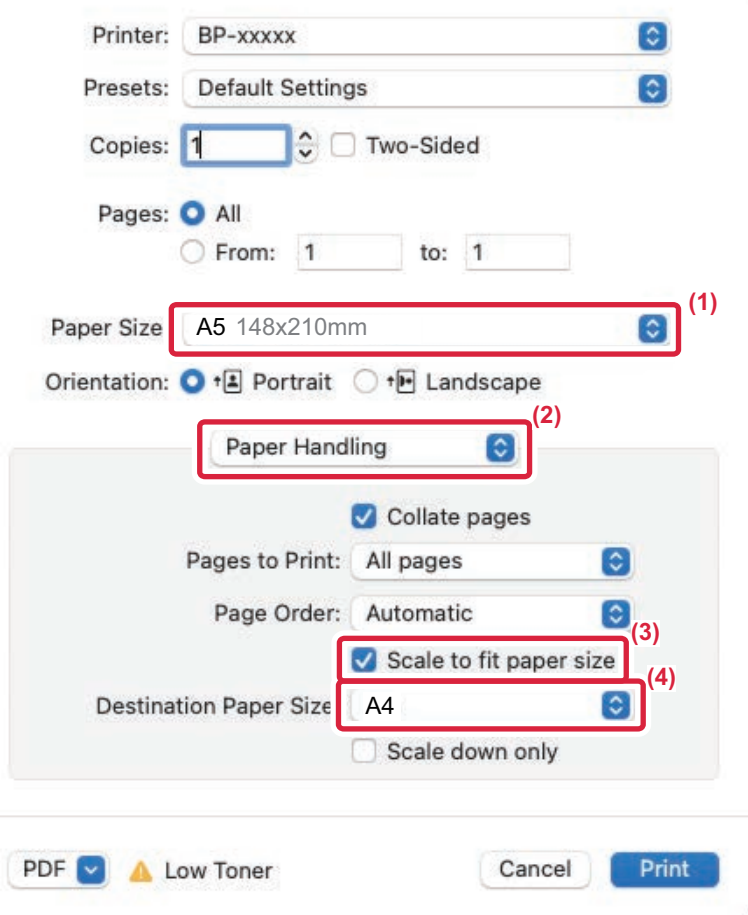 Printer: BP-xxxxx
Presets: Default Settings
Copies: 1 Two-Sided
Pages: All
From: 1 to: 1
(1)
Paper Size A5 148x210mm
Orientation: Portrait Landscape
(2)
Paper Handling
Collate pages
Pages to Print: All pages
Page Order: Automatic
(3)
Scale to fit paper size
(4)
Destination Paper Size A4
Scale down only
PDF Low Toner Cancel Print